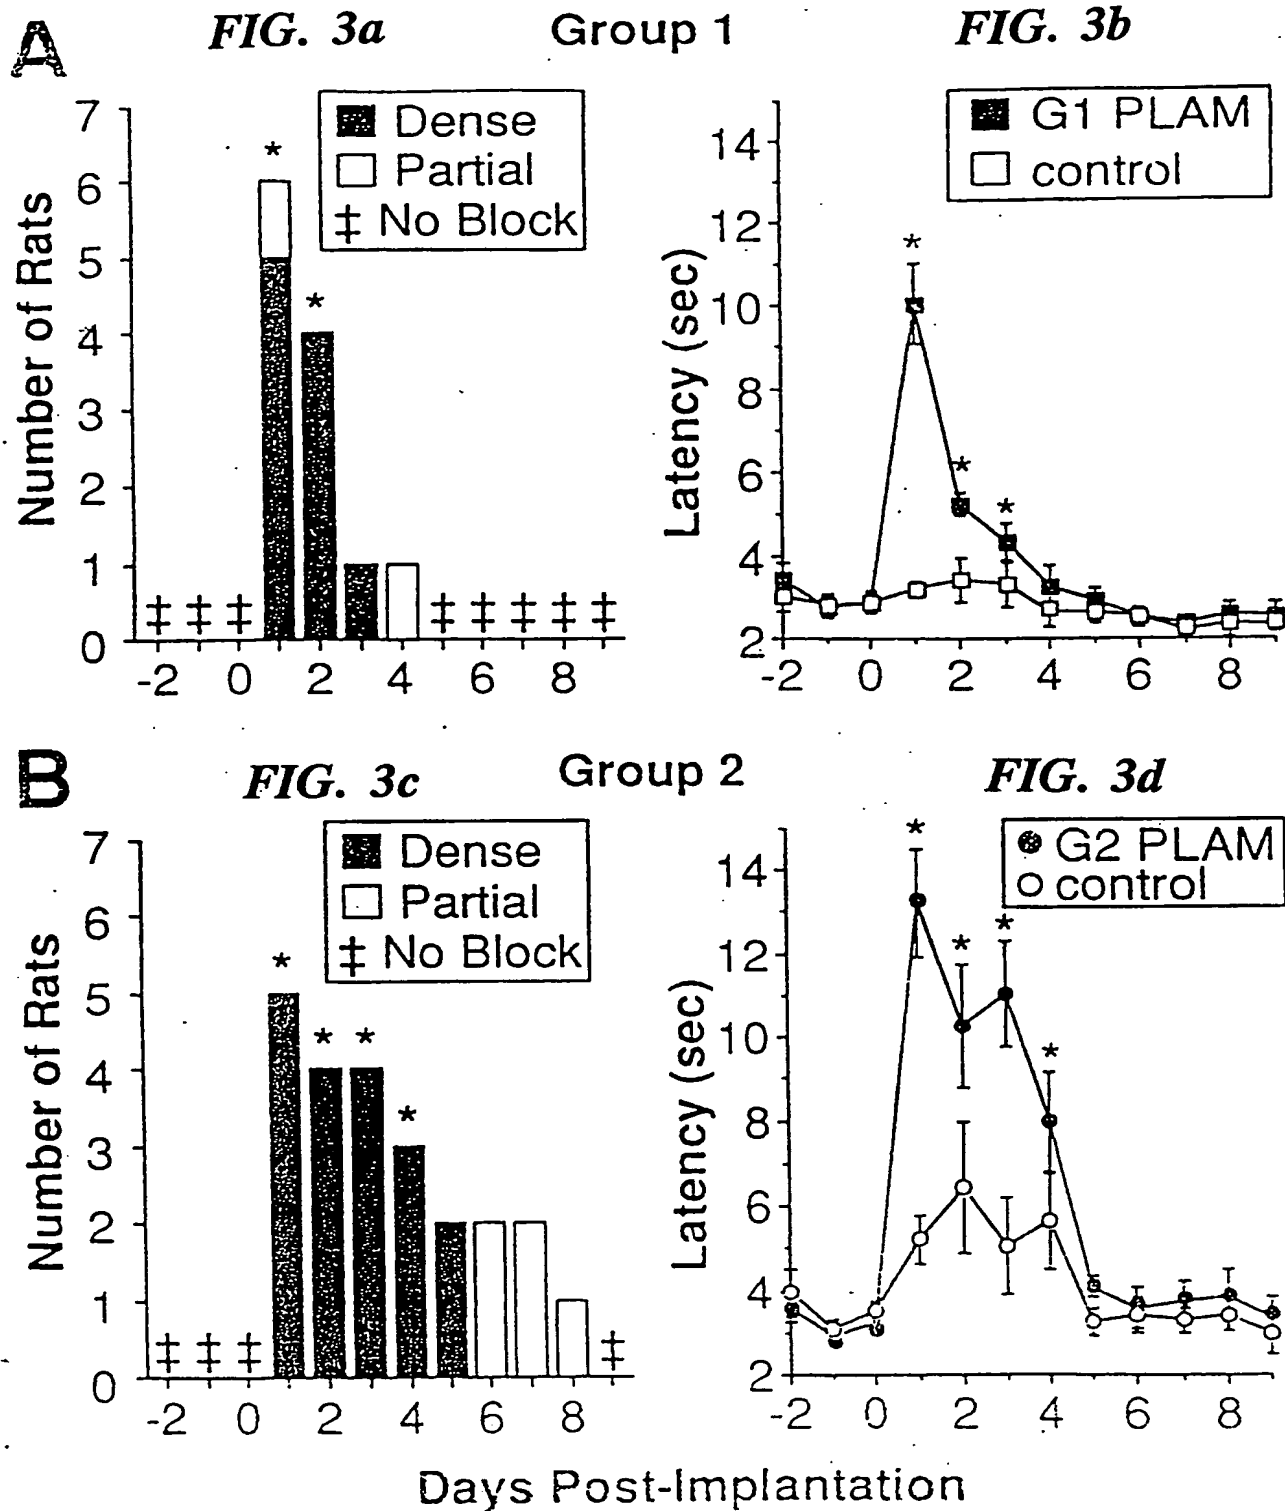 A FIG. 3a Group 1 FIG. 3b
Dense
Partial
‡ No Block
Number of Rats
7
6
5
4
3
2
1
0
* *
‡ ‡ ‡ ‡ ‡ ‡ ‡ ‡
-2 0 2 4 6 8
G1 PLAM
control
Latency (sec)
14
12
10
8
6
4
2
* * *
-2 0 2 4 6 8
B FIG. 3c Group 2 FIG. 3d
Dense
Partial
‡ No Block
Number of Rats
7
6
5
4
3
2
1
0
* * * *
‡ ‡ ‡ ‡
-2 0 2 4 6 8
G2 PLAM
control
Latency (sec)
14
12
10
8
6
4
2
* * * *
-2 0 2 4 6 8
Days Post-Implantation